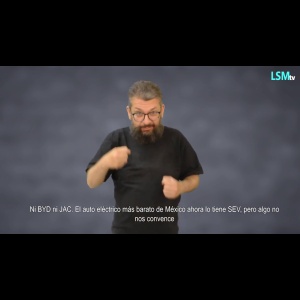 LSMtv
Ni BYD ni JAC. El auto eléctrico más barato de México ahora lo tiene SEV, pero algo no
nos convence